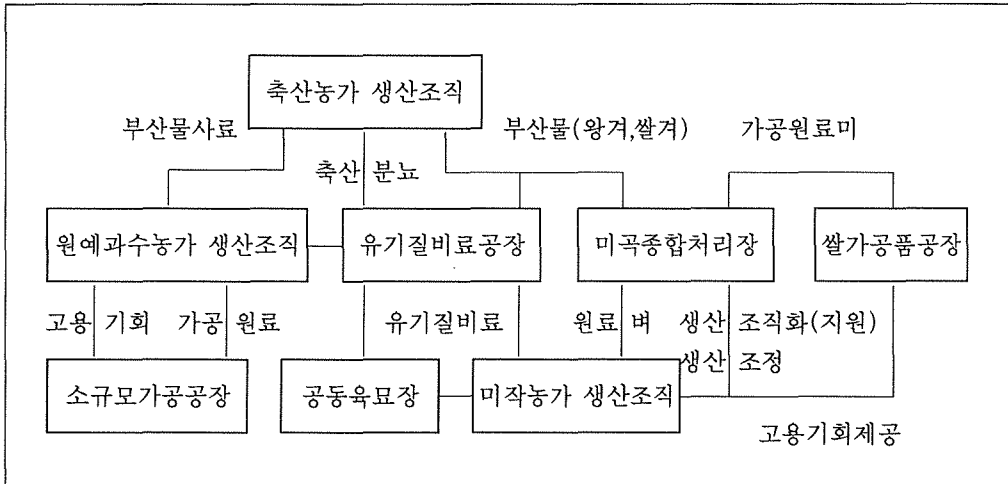 축산농가 생산조직
부산물사료 부산물(왕겨,쌀겨) 가공원료미
축산 분뇨
원예과수농가 생산조직 유기질비료공장 미곡종합처리장 쌀가공품공장
고용 기회 가공 원료 유기질비료 원료 벼 생산 조직화(지원)
생산 조정
소규모가공공장 공동육묘장 미작농가 생산조직
고용기회제공